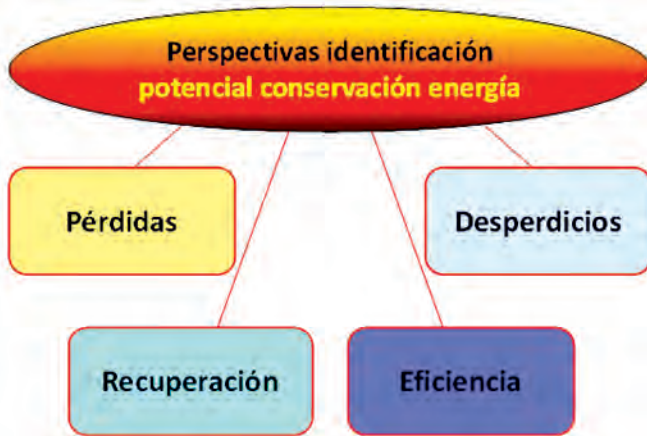 Perspectivas identificación
potencial conservación energía
Pérdidas
Desperdicios
Recuperación
Eficiencia